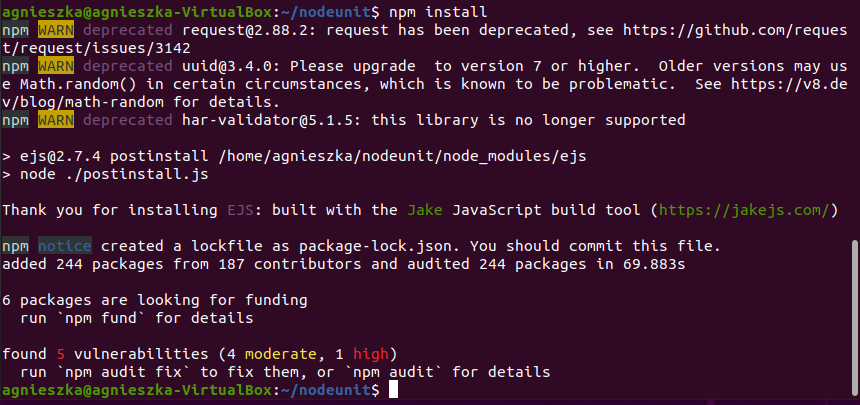 agnieszka@agnieszka-VirtualBox:~/nodeunit$ npm install
npm WARN deprecated request@2.88.2: request has been deprecated, see https://github.com/reques
t/request/issues/3142
npm WARN deprecated uuid@3.4.0: Please upgrade  to version 7 or higher.  Older versions may us
e Math.random() in certain circumstances, which is known to be problematic.  See https://v8.de
v/blog/math-random for details.
npm WARN deprecated har-validator@5.1.5: this library is no longer supported
> ejs@2.7.4 postinstall /home/agnieszka/nodeunit/node_modules/ejs
> node ./postinstall.js
Thank you for installing EJS: built with the Jake JavaScript build tool (https://jakejs.com/)
npm notice created a lockfile as package-lock.json. You should commit this file.
added 244 packages from 187 contributors and audited 244 packages in 69.883s
6 packages are looking for funding
  run `npm fund` for details
found 5 vulnerabilities (4 moderate, 1 high)
  run `npm audit fix` to fix them, or `npm audit` for details
agnieszka@agnieszka-VirtualBox:~/nodeunit$